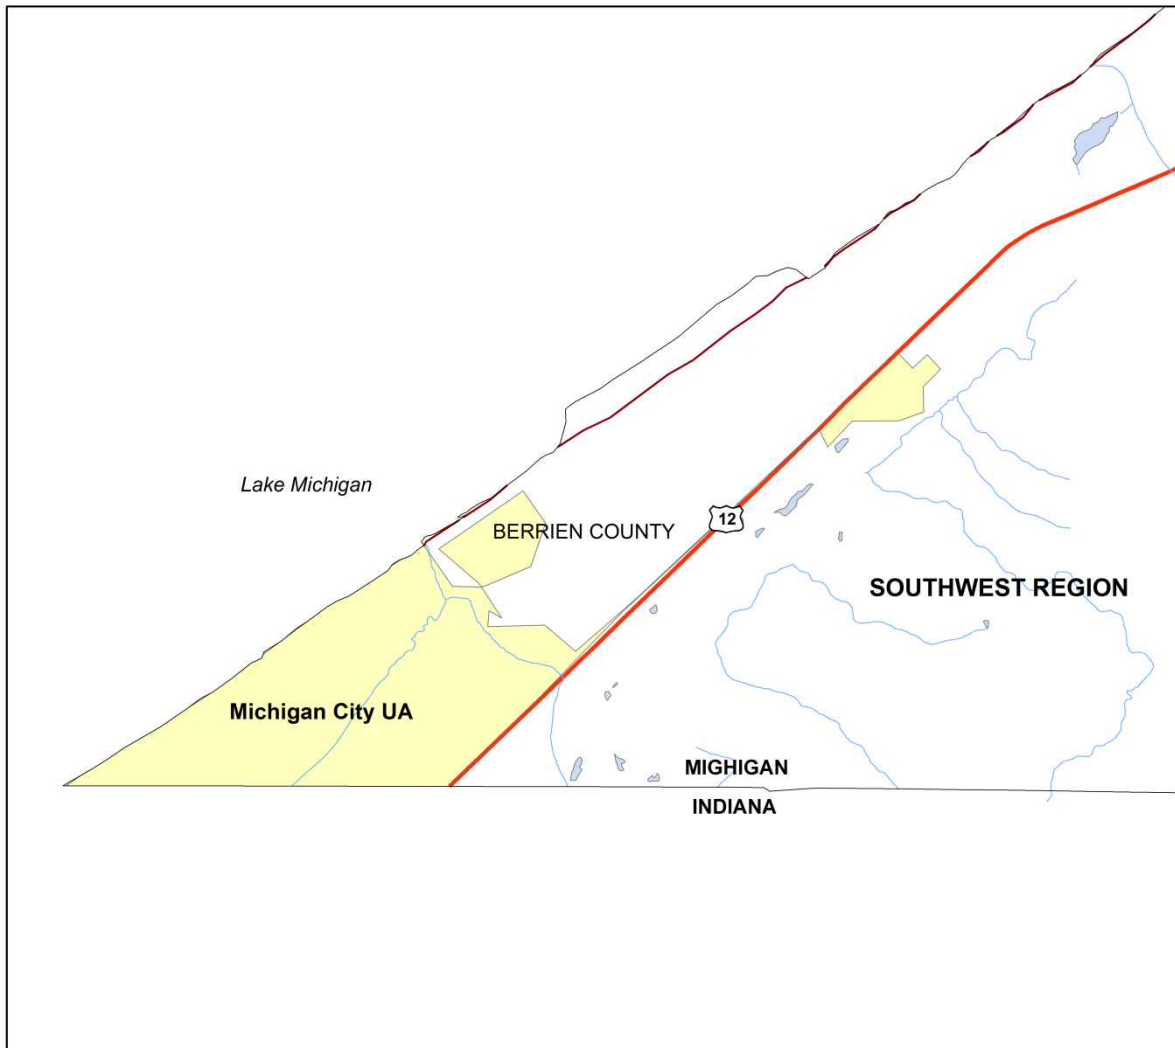 Lake Michigan
BERRIEN COUNTY
12
SOUTHWEST REGION
Michigan City UA
MIGHIGAN
INDIANA